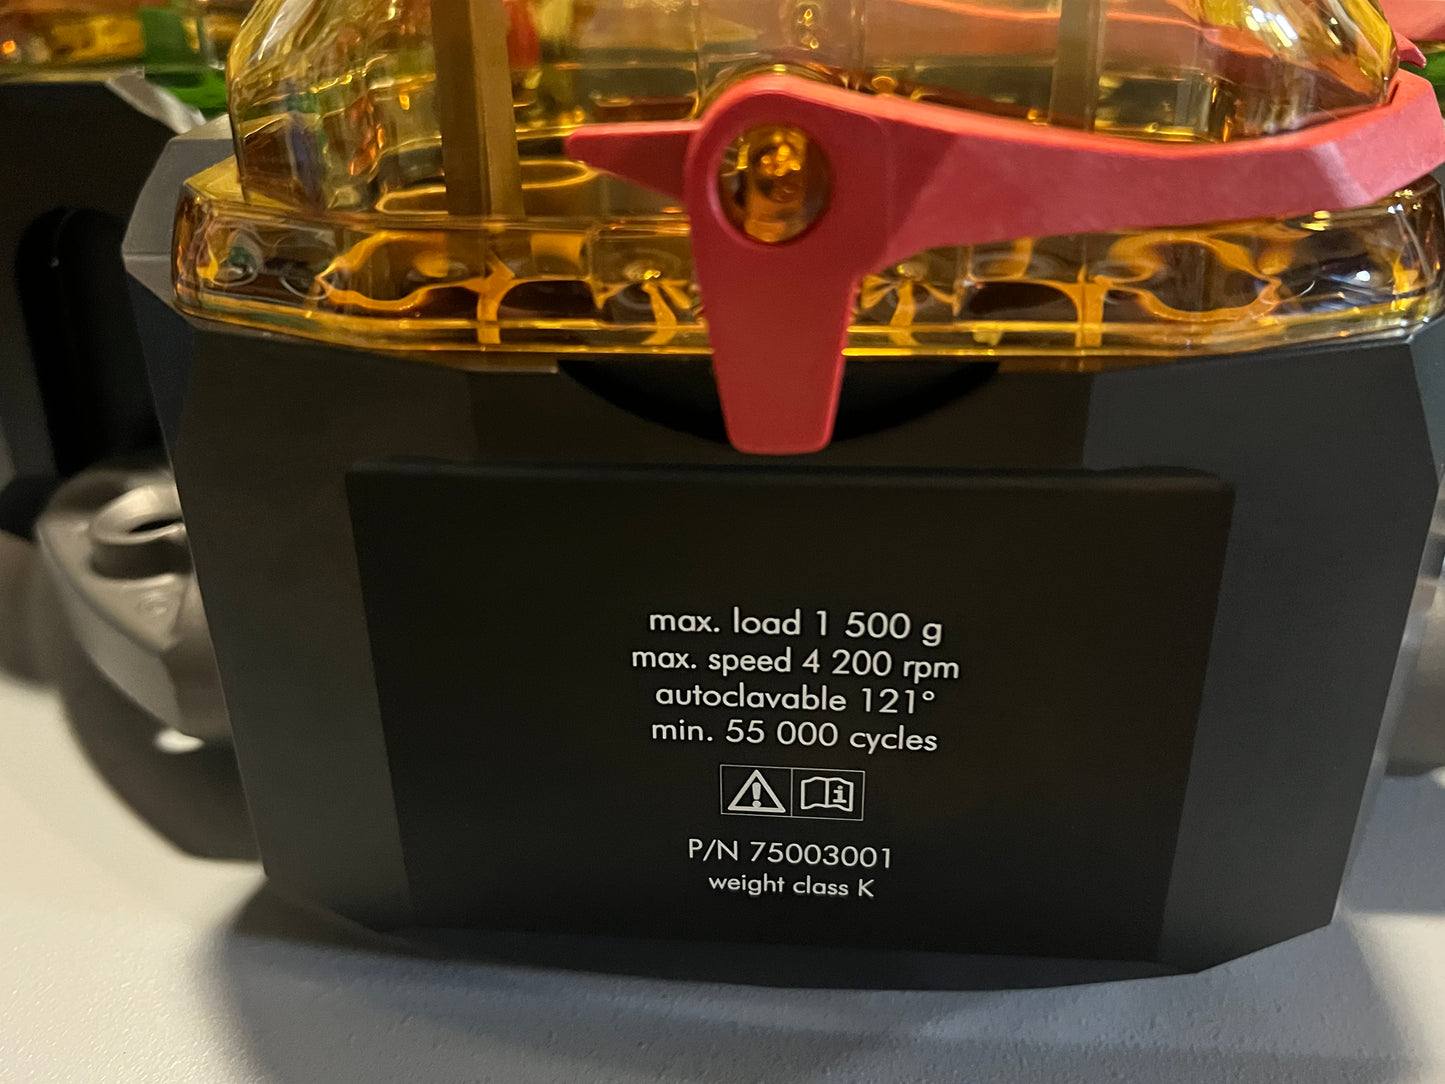 max. load 1 500 g
max. speed 4 200 rpm
autoclavable 121°
min. 55 000 cycles
P/N 75003001
weight class K